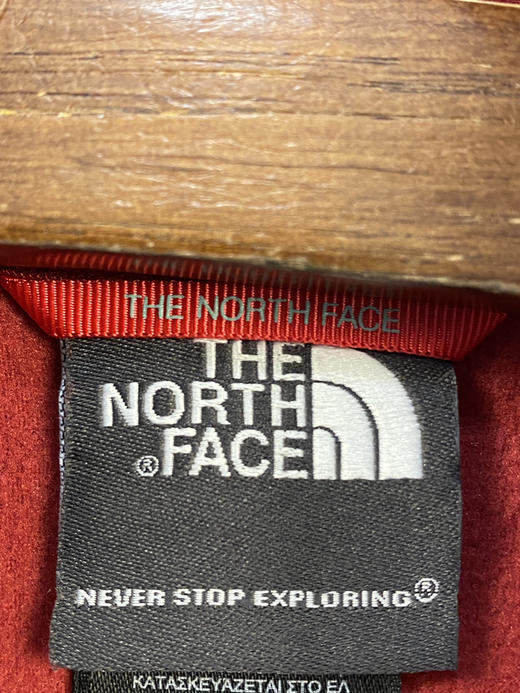 THE NORTH FACE
THE
NORTH
®FACE
NEVER STOP EXPLORING®
ΚΑΤΑΣΚΕΥΑΖΕΤΑΙ ΣΤΟ ΕΛ